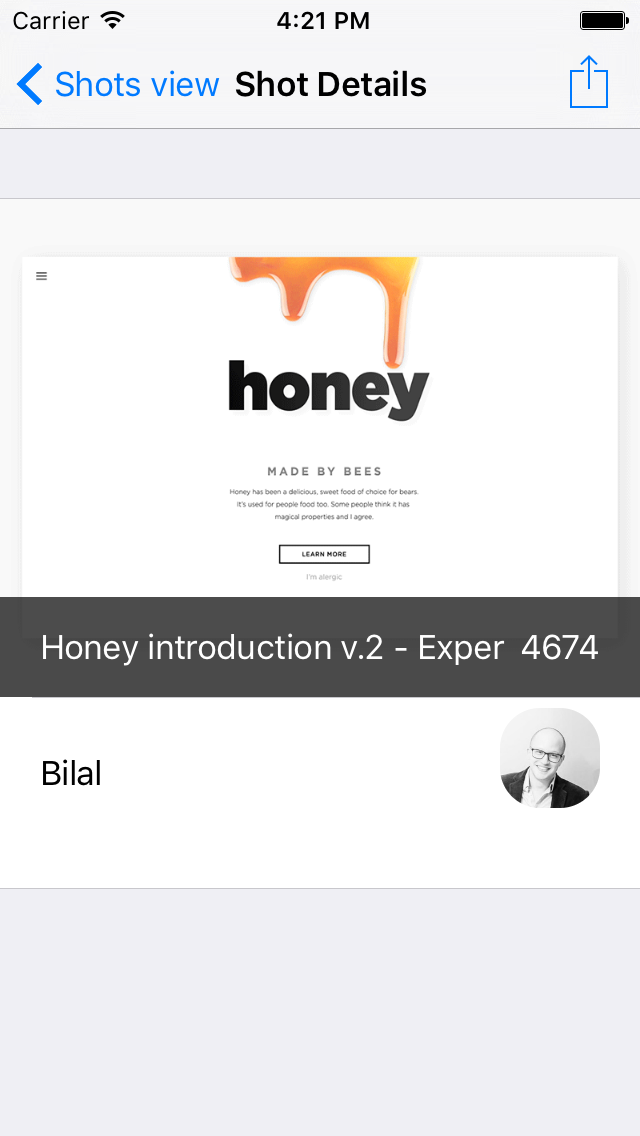 Carrier 4:21 PM
Shots view Shot Details
honey
MADE BY BEES
Honey has been a delicious, sweet food of choice for bears.
It's used for people food too. Some people think it has
magical properties and I agree.
LEARN MORE
I'm alergic
Honey introduction v.2 - Exper 4674
Bilal